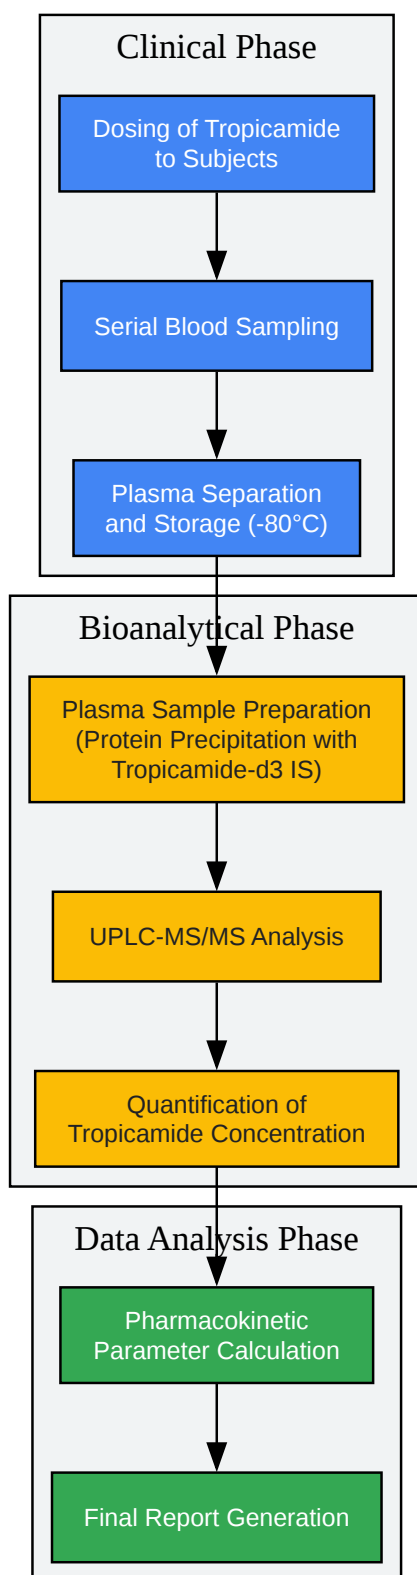 Clinical Phase
Dosing of Tropicamide
to Subjects
Serial Blood Sampling
Plasma Separation
and Storage (-80°C)
Bioanalytical Phase
Plasma Sample Preparation
(Protein Precipitation with
Tropicamide-d3 IS)
UPLC-MS/MS Analysis
Quantification of
Tropicamide Concentration
Data Analysis Phase
Pharmacokinetic
Parameter Calculation
Final Report Generation